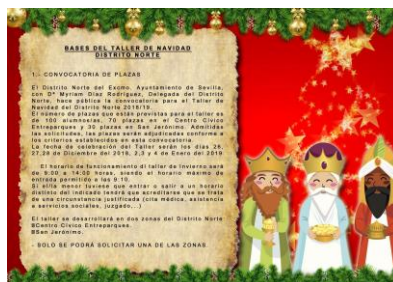 BASES DEL TALLER DE NAVIDAD
DISTRITO NORTE
1.- CONVOCATORIA DE PLAZAS
El Distrito Norte del Excmo. Ayuntamiento de Sevilla,
con Dª Myriam Díaz Rodríguez, Delegada del Distrito
Norte, hace pública la convocatoria para el Taller de
Navidad del Distrito Norte 2018/19.
El número de plazas que están previstas para el taller es
de 100 alumnos/as, 70 plazas en el Centro Cívico
Entreparques y 30 plazas en San Jerónimo. Admitidas
las solicitudes, las plazas serán adjudicadas conforme a
los criterios establecidos en esta convocatoria.
La fecha de celebración del Taller serán los días 26,
27,28 de Diciembre del 2018, 2,3 y 4 de Enero del 2019.
El horario de funcionamiento di taller de invierno será
de 9:00 a 14:00 horas, siendo el horario máximo de
entrada permitido a las 9.10.
Si el/la menor tuviese que entrar o salir a un horario
distinto del indicado tendrá que acreditarse que se trata
de una circunstancia justificada (cita médica, asistencia
a servicios sociales, juzgado,...)
El taller se desarrollará en dos zonas del Distrito Norte
Centro Cívico Entreparques.
San Jerónimo.
- SOLO SE PODRÁ SOLICITAR UNA DE LAS ZONAS.